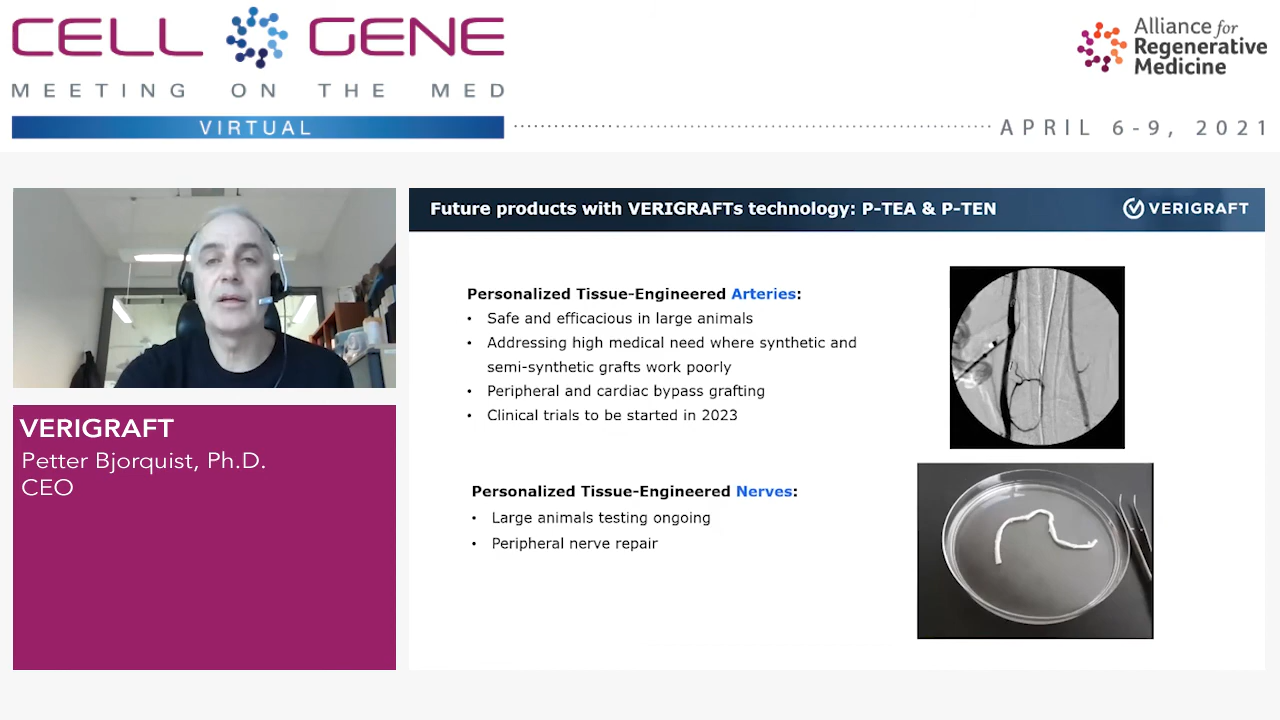 CELL GENE
MEETING ON THE MED
VIRTUAL
Alliance for
Regenerative
Medicine
APRIL 6-9, 2021
Future products with VERIGRAFTs technology: P-TEA & P-TEN
VERIGRAFT
Personalized Tissue-Engineered Arteries:
• Safe and efficacious in large animals
• Addressing high medical need where synthetic and
semi-synthetic grafts work poorly
• Peripheral and cardiac bypass grafting
• Clinical trials to be started in 2023
Personalized Tissue-Engineered Nerves:
• Large animals testing ongoing
• Peripheral nerve repair
VERIGRAFT
Petter Bjorquist, Ph.D.
CEO